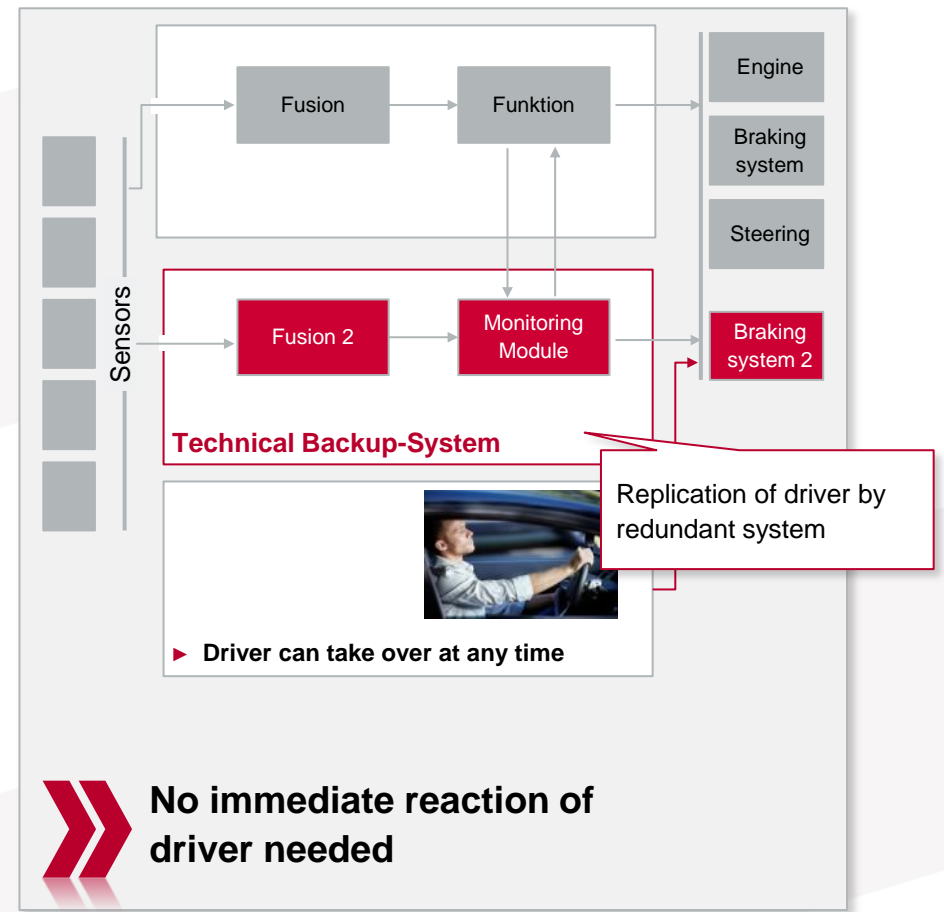 Sensors
Fusion
Funktion
Engine
Braking
system
Steering
Fusion 2
Monitoring
Module
Braking
system 2
Technical Backup-System
Replication of driver by
redundant system
► Driver can take over at any time
No immediate reaction of
driver needed